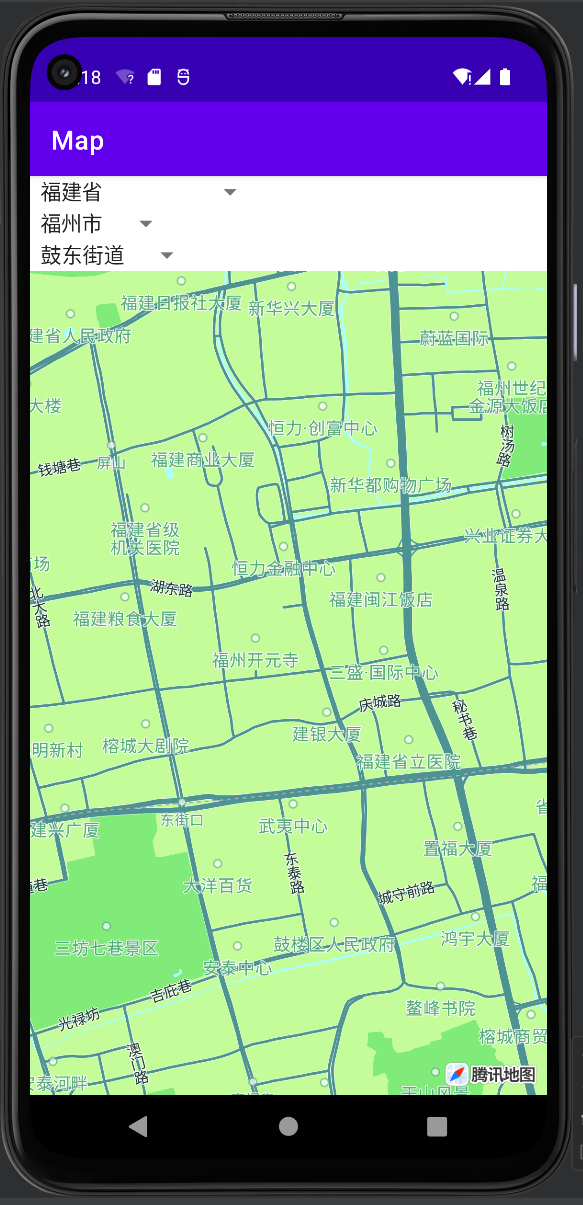 18
Map
福建省
福州市
鼓东街道
福建日报社大厦
新华兴大厦
建省人民政府
蔚蓝国际
福州世纪
金源大饭店
大楼
恒力·创富中心
树汤路
钱塘巷
屏山
福建商业大厦
新华都购物广场
福建省级
机关医院
兴业证券大
场
恒力金融中心
湖东路
温泉路
北大路
福建闽江饭店
福建粮食大厦
福州开元寺
三盛·国际中心
庆城路
秘书巷
明新村
榕城大剧院
建银大厦
福建省立医院
建兴广厦
东街口
武夷中心
省
置福大厦
东泰路
大洋百货
巷
福
城守前路
三坊七巷景区
安泰中心
鼓楼区人民政府
鸿宇大厦
吉庇巷
光禄坊
鳌峰书院
榕城商贸
澳门路
安泰河畔
腾讯地图